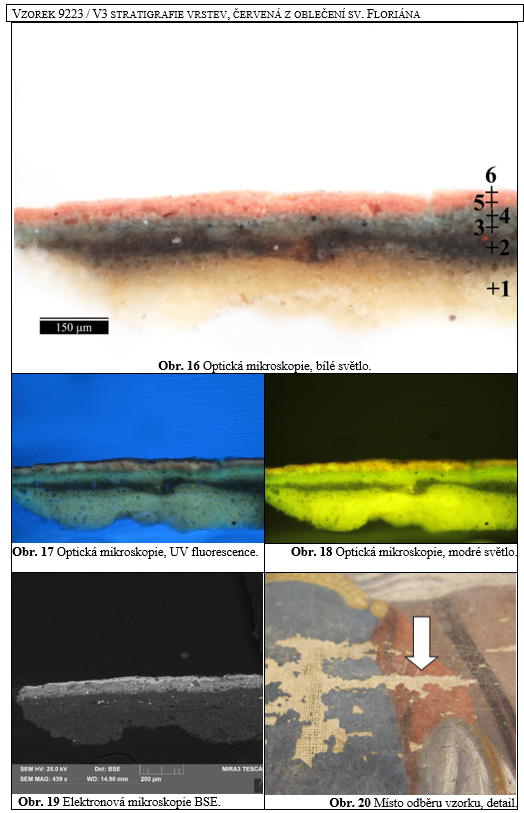 VZOREK 9223 / V3 STRATIGRAFIE VRSTEV, ČERVENÁ Z OBLEČENÍ SV. FLORIÁNA
6
5
4
3
2
1
150 µm
Obr. 16 Optická mikroskopie, bílé světlo.
Obr. 17 Optická mikroskopie, UV fluorescence.
Obr. 18 Optická mikroskopie, modré světlo.
SEM HV: 25.0 kV Det: BSE MIRA3 TESCA
SEM MAG: 439 x WD: 14.90 mm 200 µm
Obr. 19 Elektronová mikroskopie BSE.
Obr. 20 Místo odběru vzorku, detail.